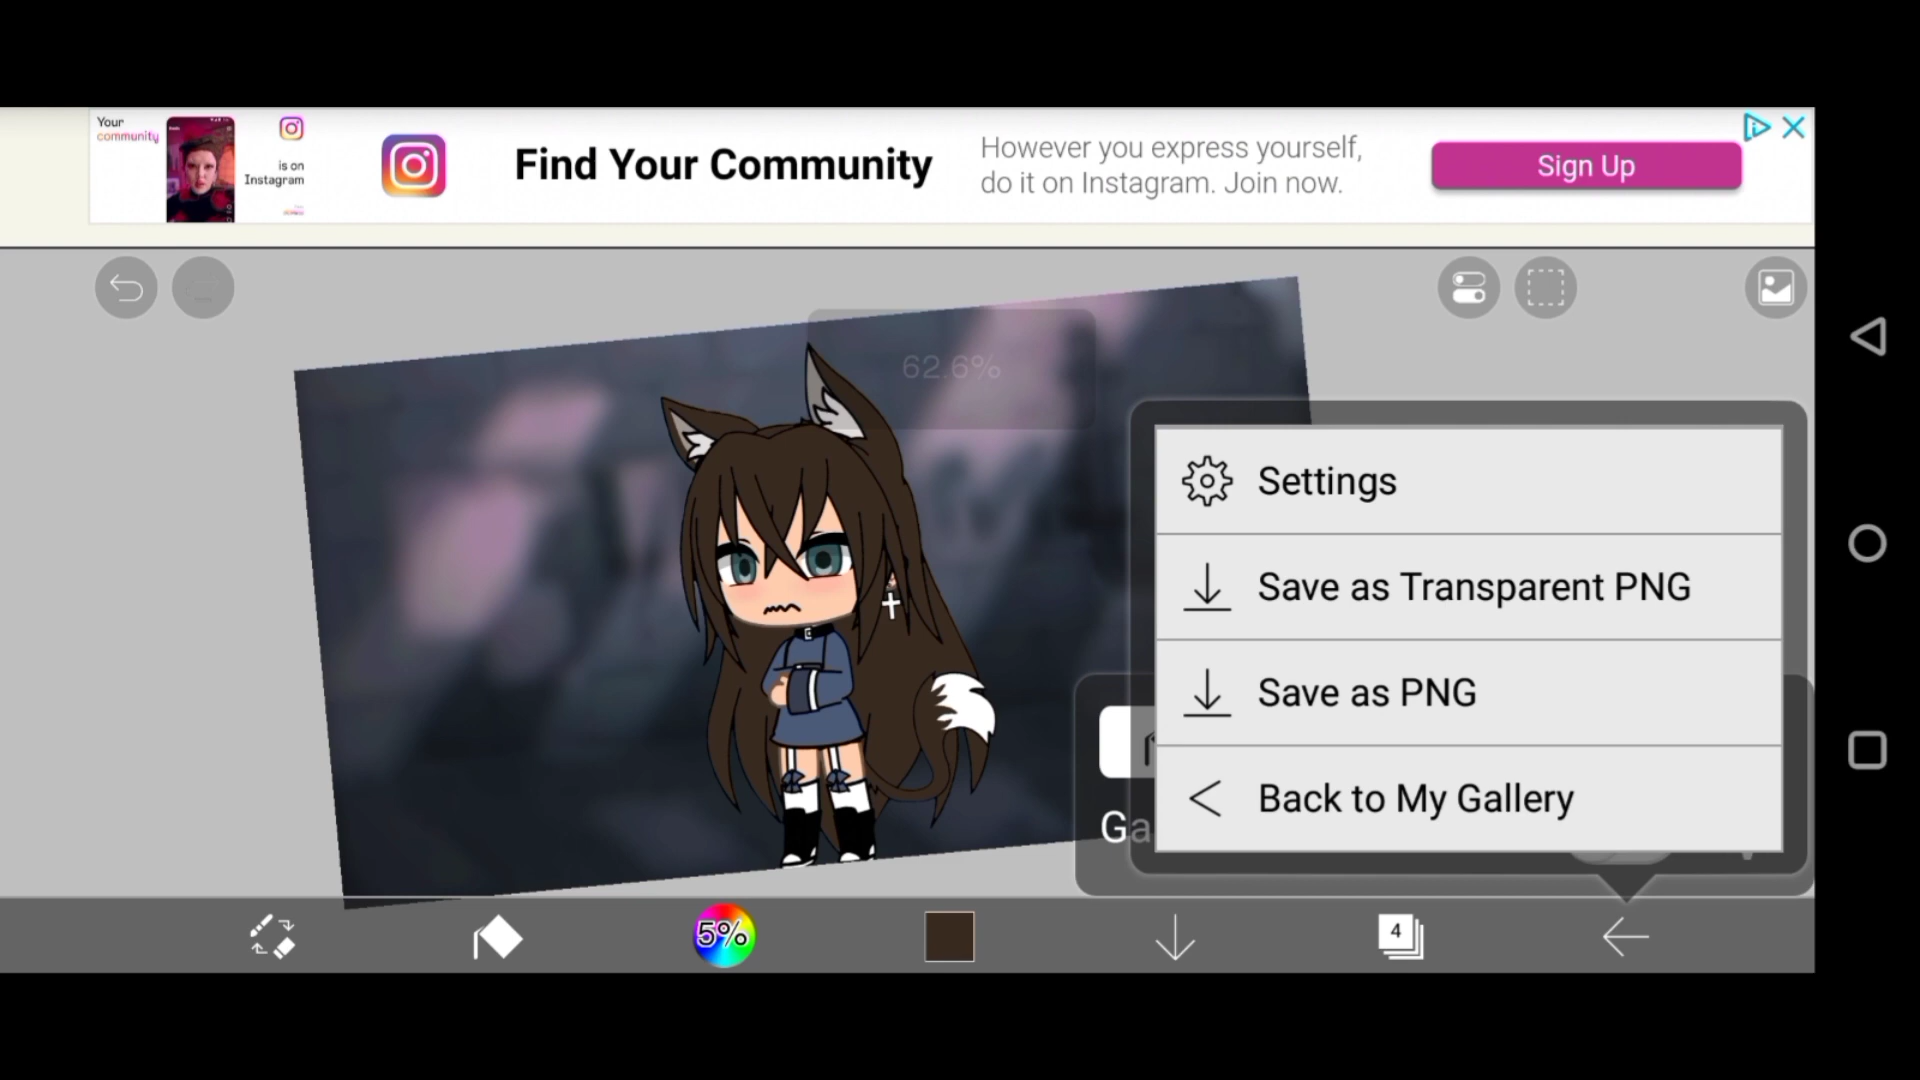 Your
community
is on
Instagram
Find Your Community
However you express yourself,
do it on Instagram. Join now.
Sign Up
62.6%
Settings
Save as Transparent PNG
Save as PNG
Back to My Gallery
Ga
5%
4